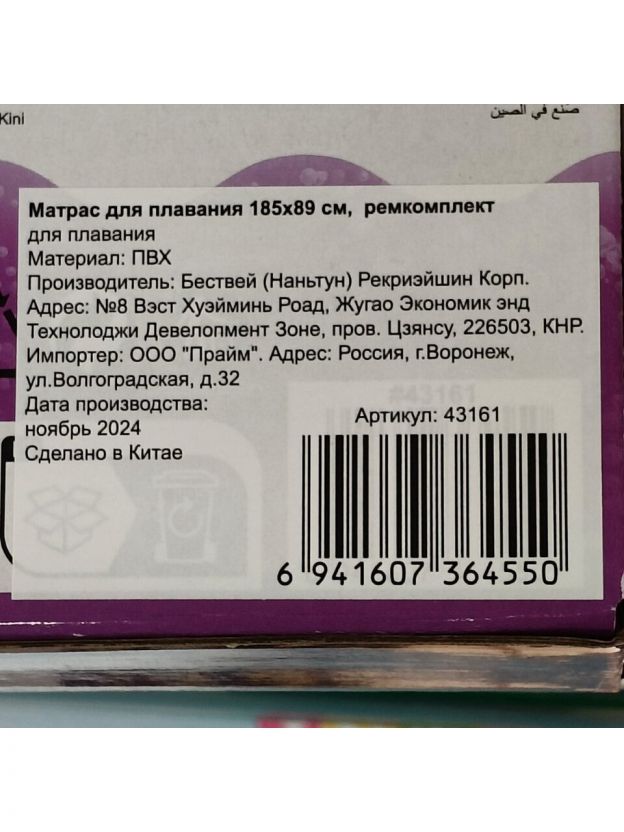 Kini
صنع في الصين
Матрас для плавания 185х89 см, ремкомплект
для плавания
Материал: ПВХ
Производитель: Бествей (Наньтун) Рекриэйшин Корп.
Адрес: №8 Вэст Хуэйминь Роад, Жугао Экономик энд
Технолоджи Девелопмент Зоне, пров. Цзянсу, 226503, КНР.
Импортер: ООО "Прайм". Адрес: Россия, г.Воронеж,
ул.Волгоградская, д.32
Дата производства:
ноябрь 2024
Сделано в Китае
#43161
Артикул: 43161
6 941607 364550